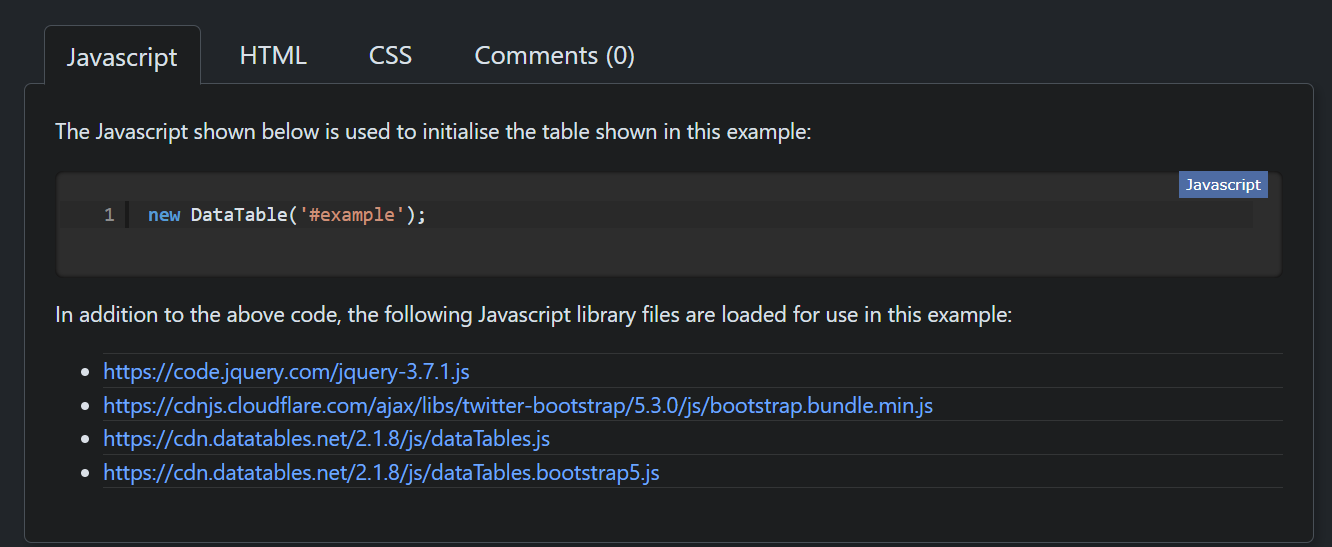 Javascript HTML CSS Comments (0)
The Javascript shown below is used to initialise the table shown in this example:
Javascript
1 new DataTable('#example');
In addition to the above code, the following Javascript library files are loaded for use in this example:
• https://code.jquery.com/jquery-3.7.1.js
• https://cdnjs.cloudflare.com/ajax/libs/twitter-bootstrap/5.3.0/js/bootstrap.bundle.min.js
• https://cdn.datatables.net/2.1.8/js/dataTables.js
• https://cdn.datatables.net/2.1.8/js/dataTables.bootstrap5.js